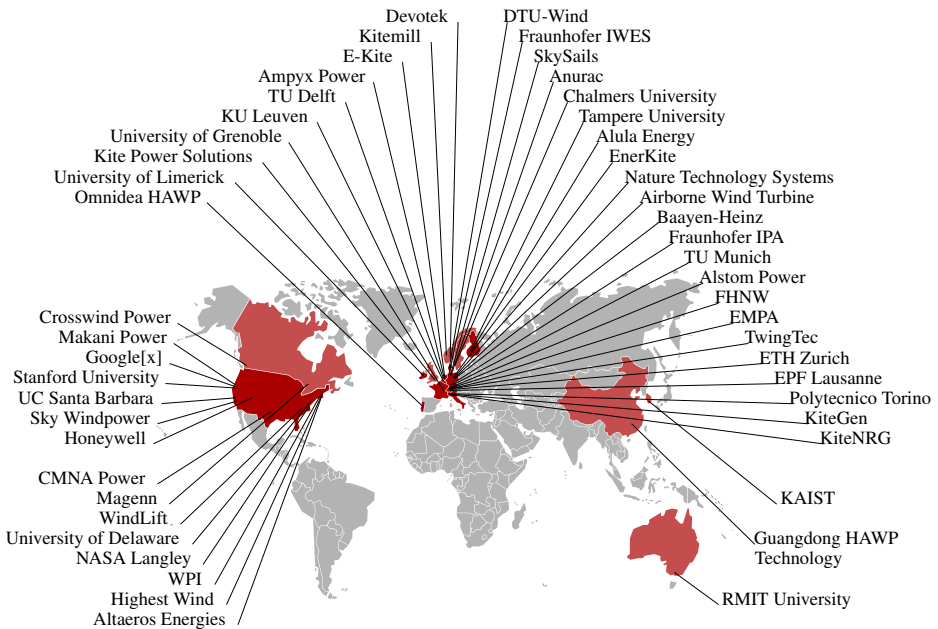 Devotek
Kitemill
E-Kite
Ampyx Power
TU Delft
KU Leuven
University of Grenoble
Kite Power Solutions
University of Limerick
Omnidea HAWP
DTU-Wind
Fraunhofer IWES
SkySails
Anurac
Chalmers University
Tampere University
Alula Energy
EnerKite
Nature Technology Systems
Airborne Wind Turbine
Baayen-Heinz
Fraunhofer IPA
TU Munich
Alstom Power
FHNW
EMPA
TwingTec
ETH Zurich
EPF Lausanne
Polytecnico Torino
KiteGen
KiteNRG
Crosswind Power
Makani Power
Google[x]
Stanford University
UC Santa Barbara
Sky Windpower
Honeywell
CMNA Power
Magenn
WindLift
University of Delaware
NASA Langley
WPI
Highest Wind
Altaeros Energies
KAIST
Guangdong HAWP
Technology
RMIT University